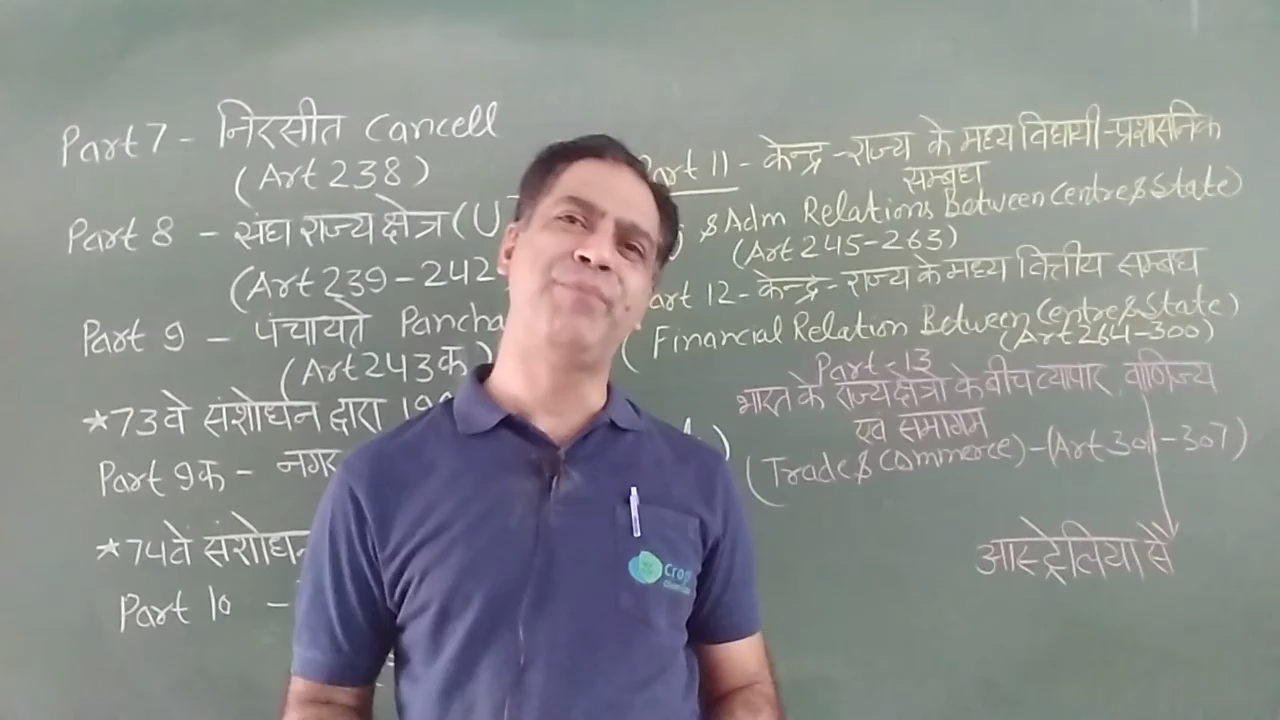 Part 7 - निरसीत Cancell
(Art 238)
Part 8 - संघ राज्य क्षेत्र (U
(Art 239-242
Part 9 - पंचायते Pancha
(Art 243क)
★73वे संशोर्धन द्वारा 199
Part 9क - नगर
★74वे संशोधन
Part 10 -
Part 11 - केन्द्र-राज्य के मध्य विधायी-प्रशासनिक
सम्बंध
& Adm Relations Between Centre & State)
(Art 245-263)
Part 12 - केन्द्र-राज्य के मध्य वित्तीय सम्बंध
(Financial Relation Between Centre & State)
(Art 264-300)
Part-13
भारत के राज्य क्षेत्रो के बीच व्यापार, वाणिज्य
एवं समागम
(Trade & Commerce) - (Art 301-307)
आस्ट्रेलिया से
Crop